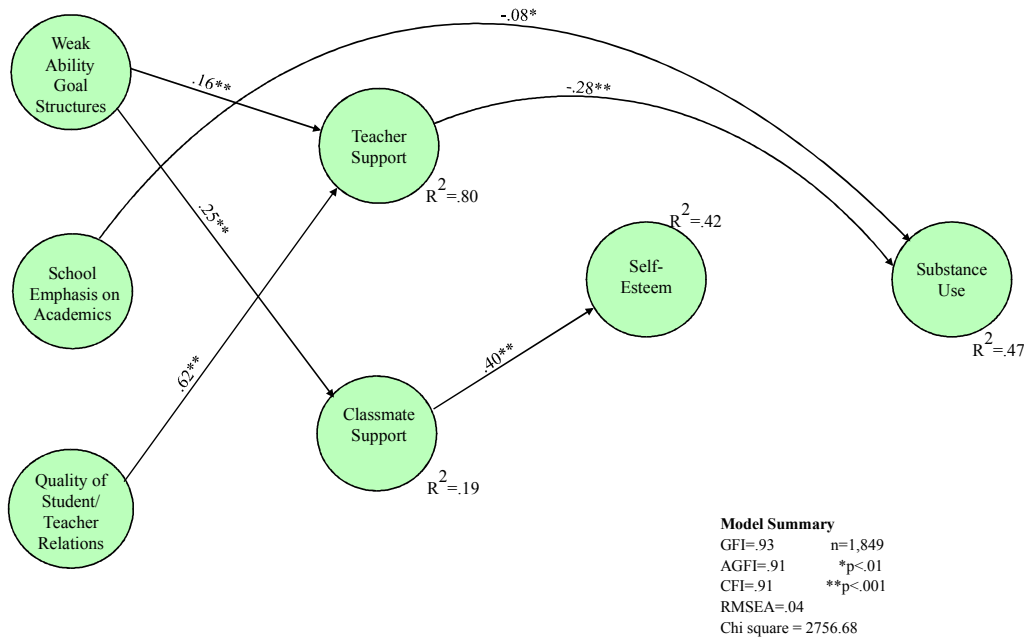 -.08*
Weak
Ability
Goal
Structures
.16**
-.28**
Teacher
Support
R2=.80
.25**
R2=.42
School
Emphasis on
Academics
Self-
Esteem
Substance
Use
R2=.47
.62**
.40**
Classmate
Support
R2=.19
Quality of
Student/
Teacher
Relations
Model Summary
GFI=.93 n=1,849
AGFI=.91 *p<.01
CFI=.91 **p<.001
RMSEA=.04
Chi square = 2756.68